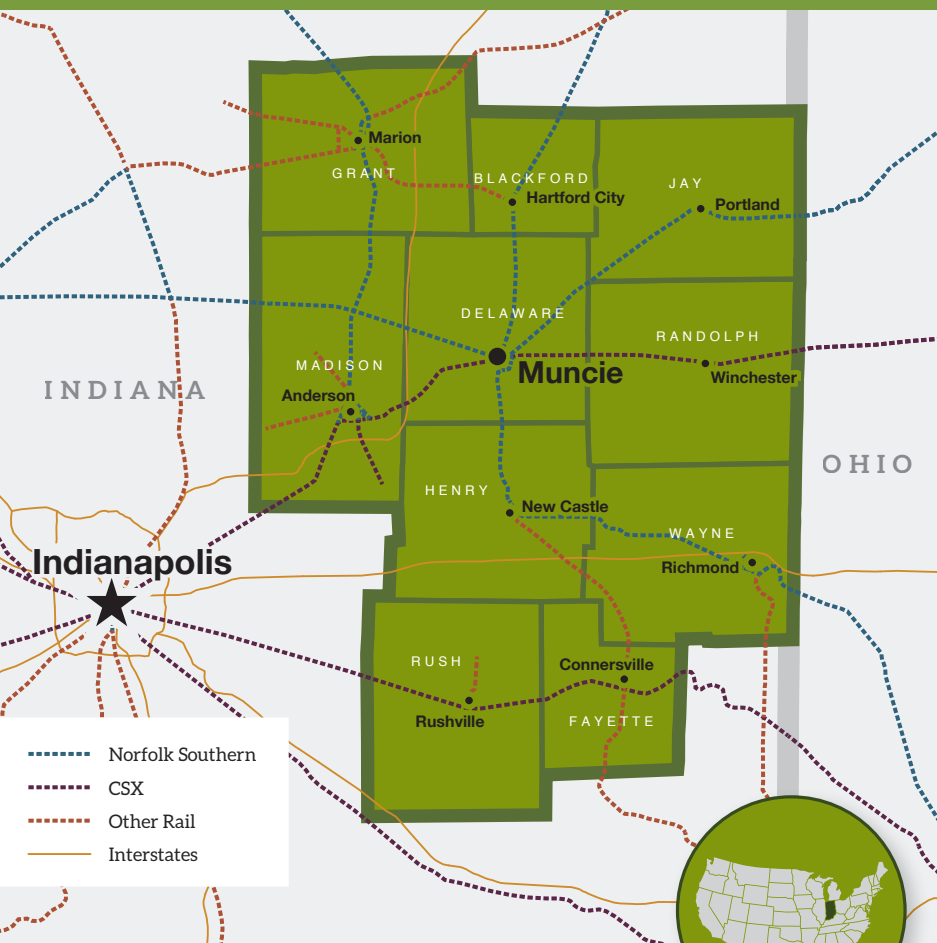 Marion
GRANT
BLACKFORD
Hartford City
JAY
Portland
DELAWARE
RANDOLPH
MADISON
Muncie
Winchester
INDIANA
Anderson
OHIO
HENRY
New Castle
WAYNE
Indianapolis
Richmond
RUSH
Connersville
Rushville
FAYETTE
Norfolk Southern
CSX
Other Rail
Interstates